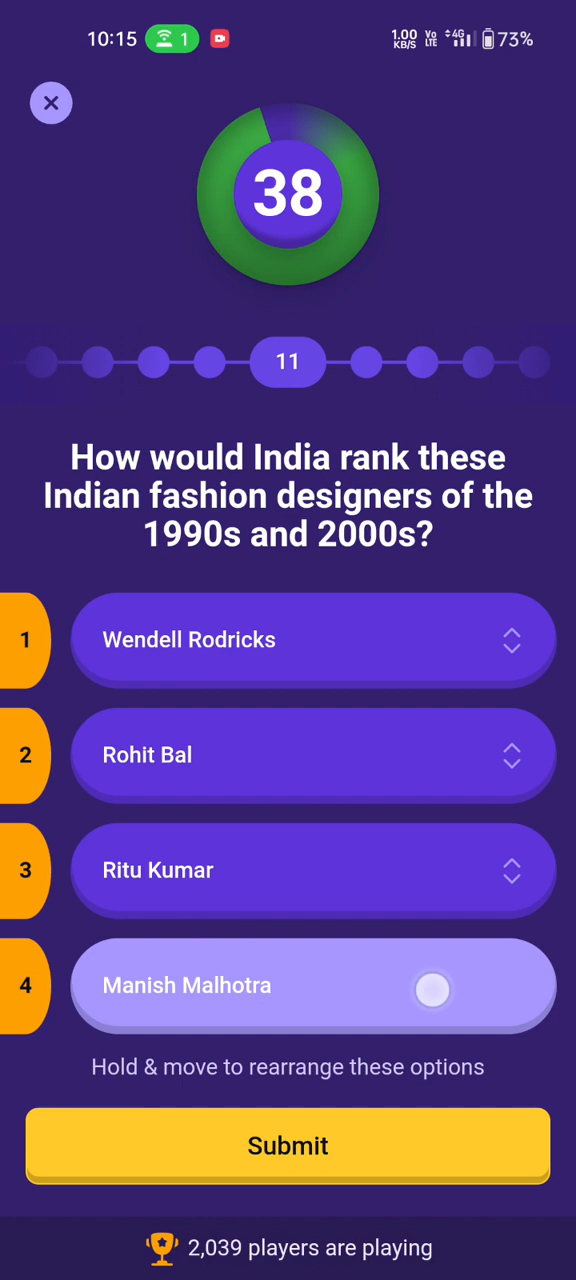 10:15
1
1.00
KB/S
Vo
LTE
4G
73%
38
11
How would India rank these
Indian fashion designers of the
1990s and 2000s?
1
Wendell Rodricks
2
Rohit Bal
3
Ritu Kumar
4
Manish Malhotra
Hold & move to rearrange these options
Submit
2,039 players are playing